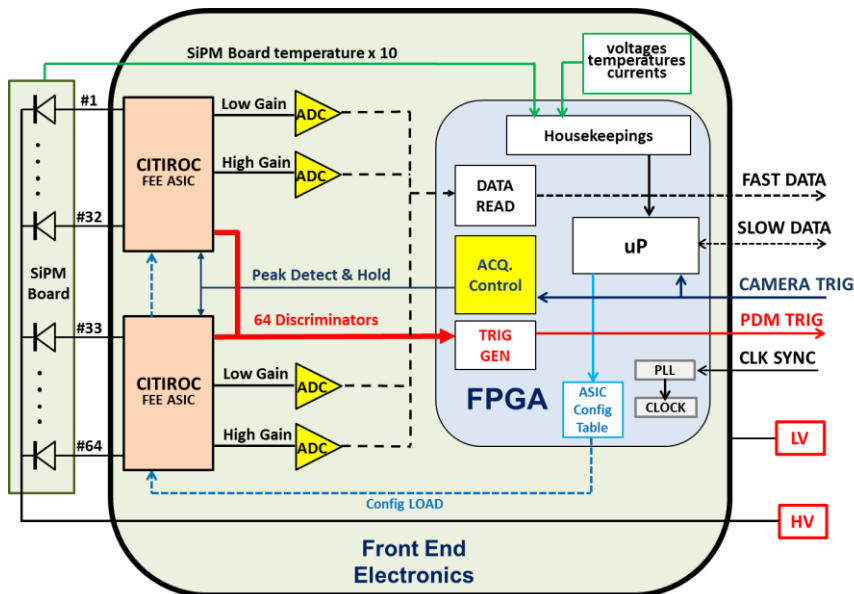 SiPM Board temperature x 10
voltages
temperatures
currents
#1
Low Gain
ADC
Housekeepings
CITIROC
FEE ASIC
High Gain
ADC
DATA
READ
FAST DATA
#32
SLOW DATA
uP
SiPM
Board
Peak Detect & Hold
ACQ.
Control
CAMERA TRIG
64 Discriminators
PDM TRIG
#33
TRIG
GEN
CLK SYNC
CITIROC
FEE ASIC
Low Gain
ADC
PLL
FPGA
ASIC
Config
Table
CLOCK
#64
High Gain
ADC
LV
Config LOAD
HV
Front End
Electronics